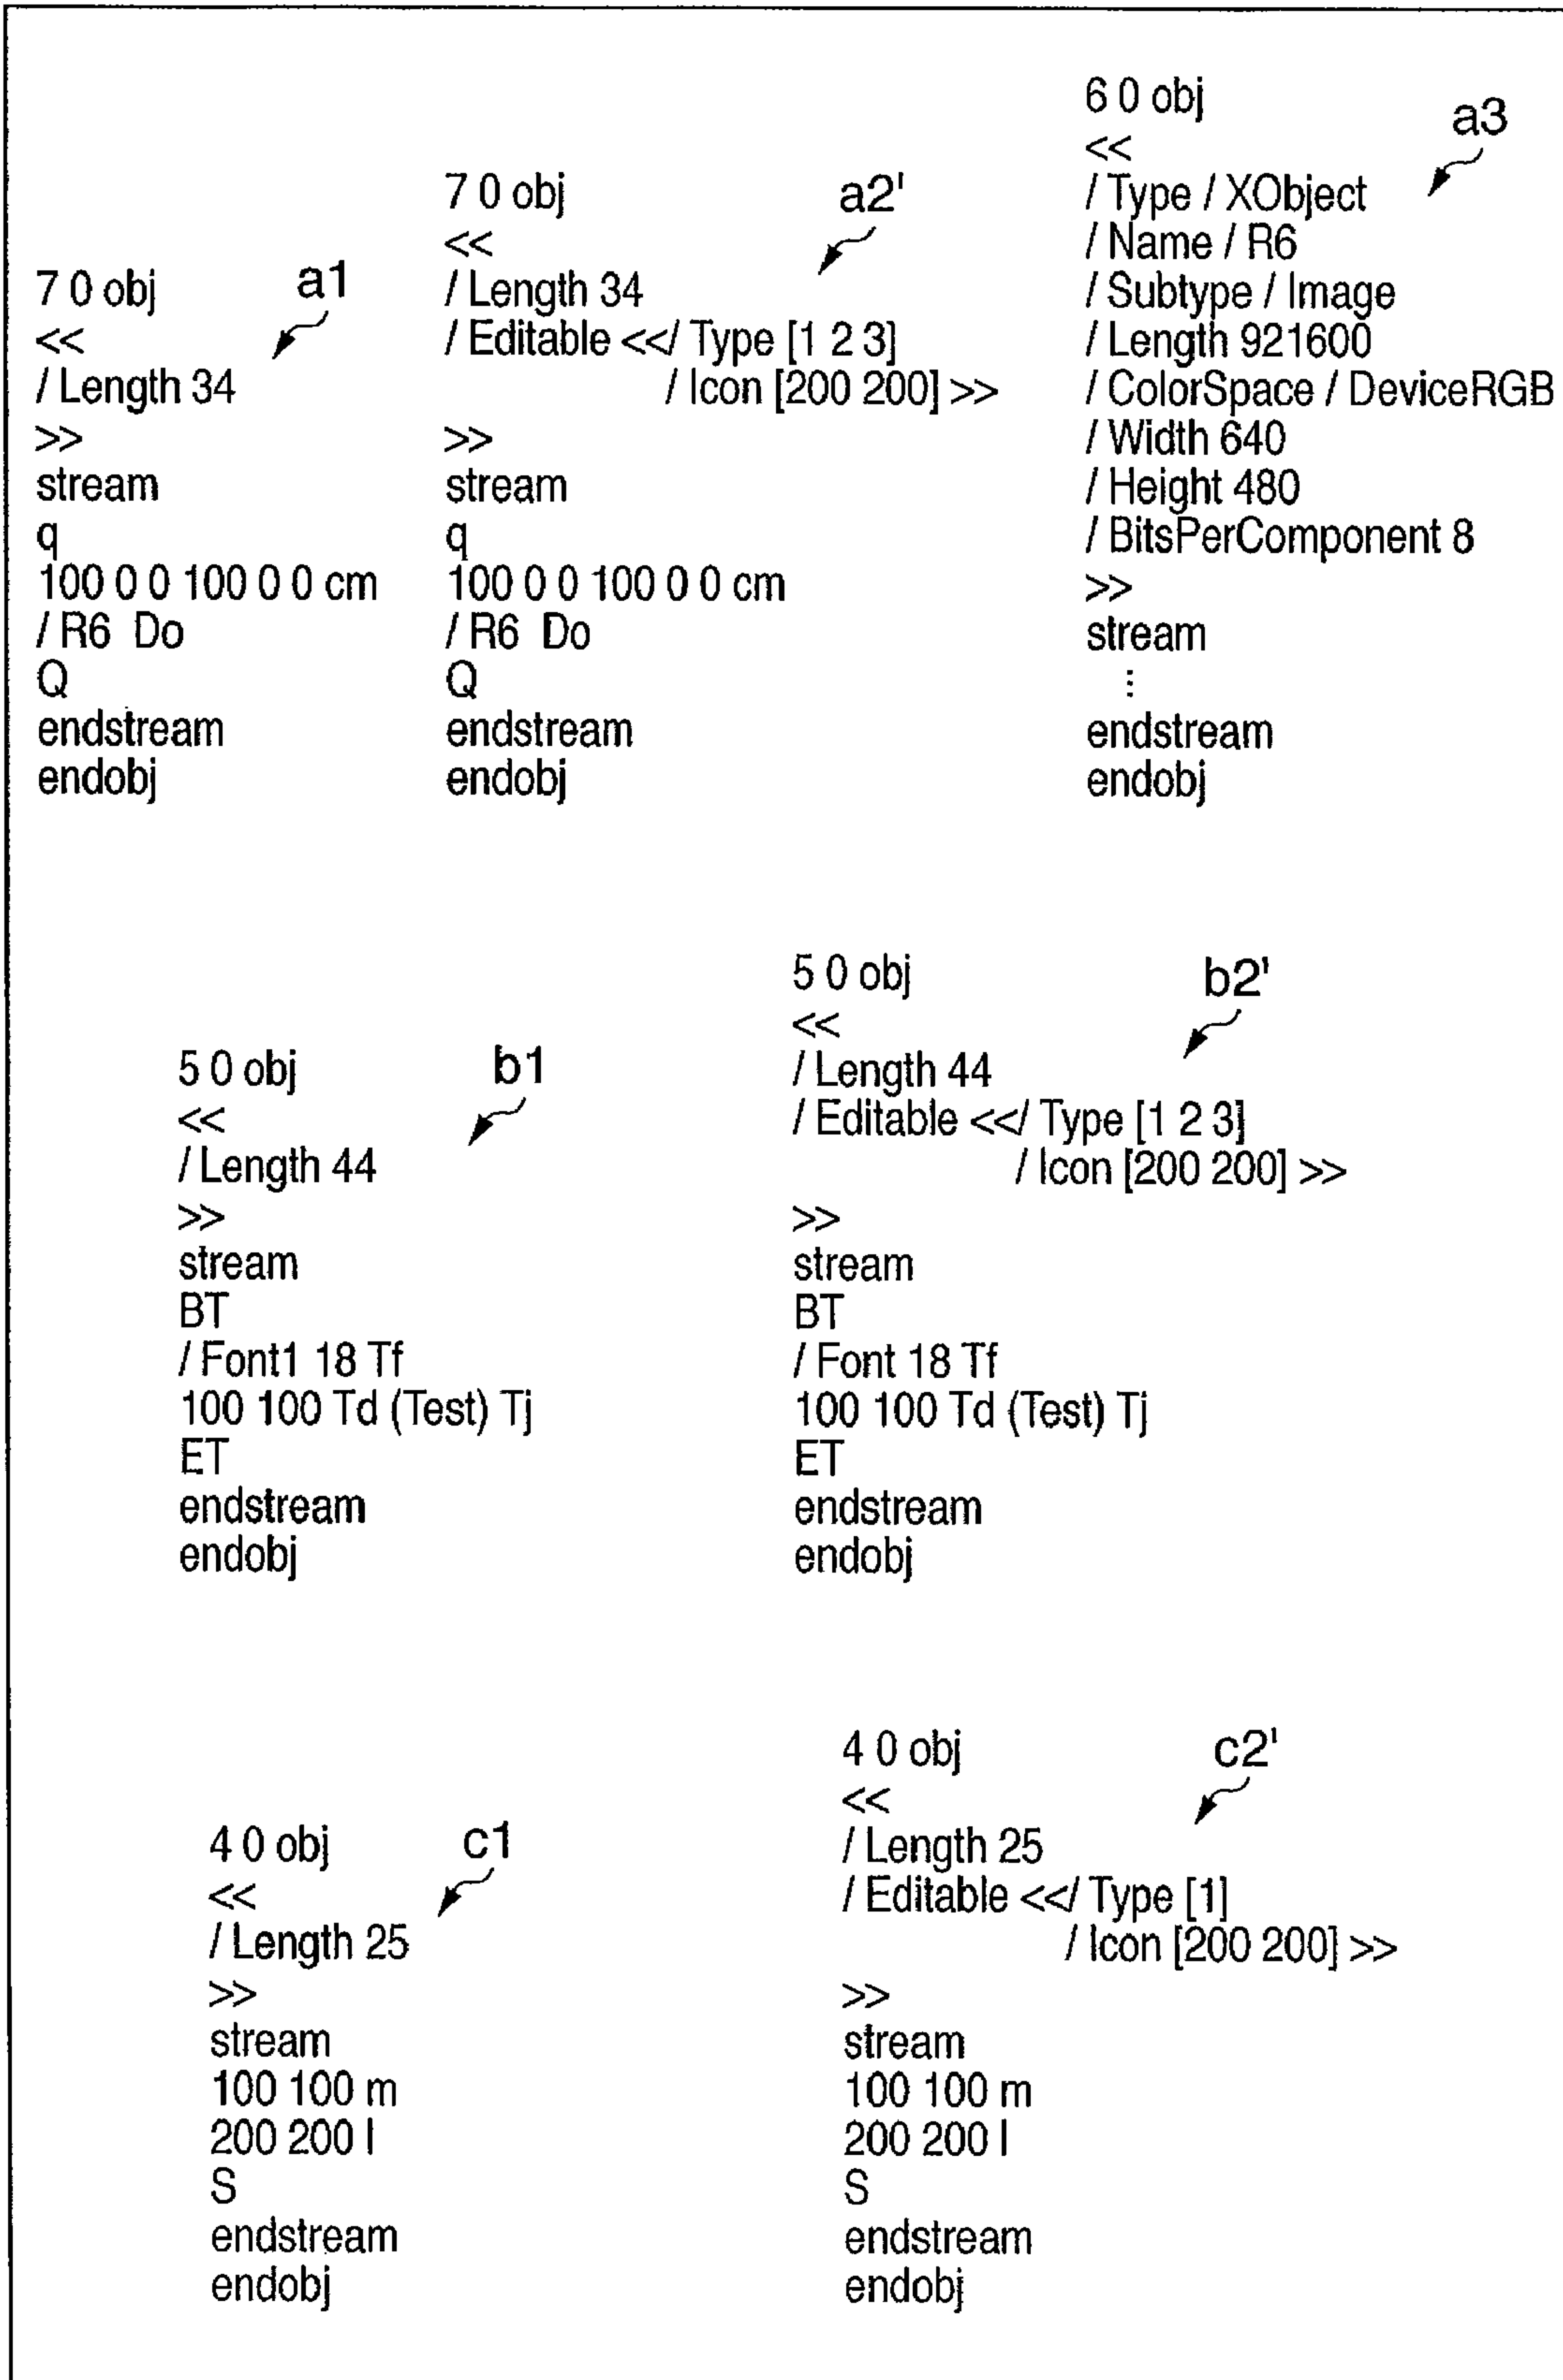 7 0 obj
a1
<<
/ Length 34
>>
stream
q
100 0 0 100 0 0 cm
/ R6 Do
Q
endstream
endobj
7 0 obj
a2'
<<
/ Length 34
/ Editable <</ Type [1 2 3]
/ Icon [200 200] >>
>>
stream
q
100 0 0 100 0 0 cm
/ R6 Do
Q
endstream
endobj
6 0 obj
a3
<<
/ Type / XObject
/ Name / R6
/ Subtype / Image
/ Length 921600
/ ColorSpace / DeviceRGB
/ Width 640
/ Height 480
/ BitsPerComponent 8
>>
stream
⋮
endstream
endobj
5 0 obj
b1
<<
/ Length 44
>>
stream
BT
/ Font1 18 Tf
100 100 Td (Test) Tj
ET
endstream
endobj
5 0 obj
b2'
<<
/ Length 44
/ Editable <</ Type [1 2 3]
/ Icon [200 200] >>
>>
stream
BT
/ Font 18 Tf
100 100 Td (Test) Tj
ET
endstream
endobj
4 0 obj
c1
<<
/ Length 25
>>
stream
100 100 m
200 200 l
S
endstream
endobj
4 0 obj
c2'
<<
/ Length 25
/ Editable <</ Type [1]
/ Icon [200 200] >>
>>
stream
100 100 m
200 200 l
S
endstream
endobj